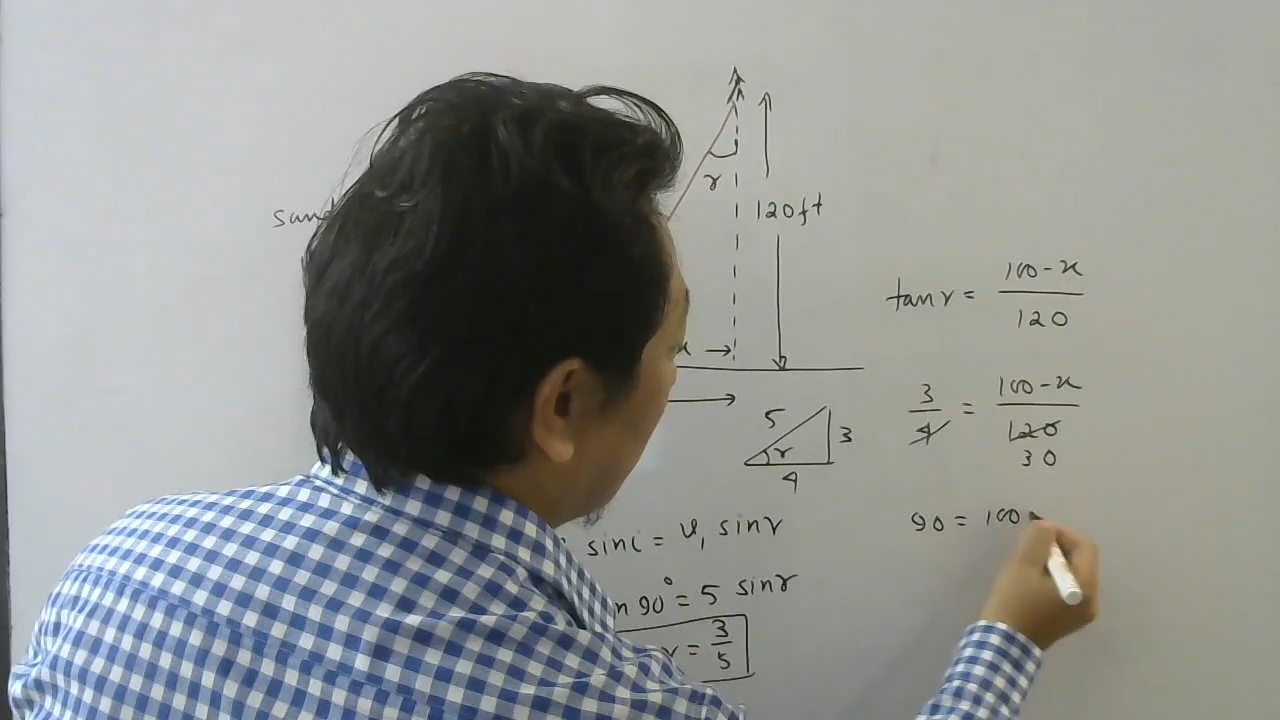 r
sand
120ft
tan r = 100-x / 120
x
3/4 = 100-x / 120
5
r
3
4
30
90 = 100
sin i = v₁ sin r
90° = 5 sin r
r = 3/5